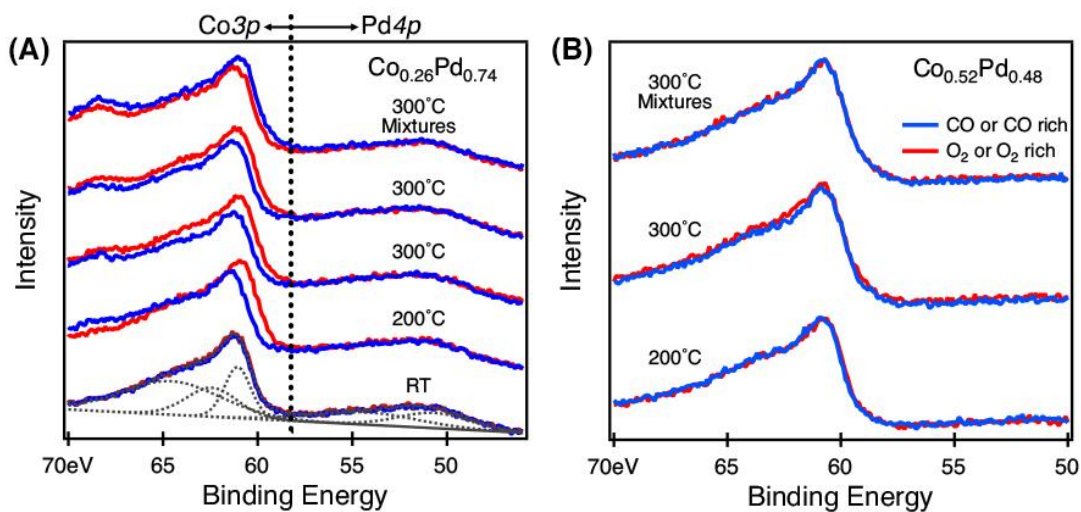 Co3p Pd4p
(A)
Co0.26Pd0.74
300°C
Mixtures
300°C
300°C
200°C
RT
Intensity
70eV 65 60 55 50
Binding Energy
(B)
Co0.52Pd0.48
300°C
Mixtures
CO or CO rich
O2 or O2 rich
300°C
200°C
Intensity
70eV 65 60 55 50
Binding Energy